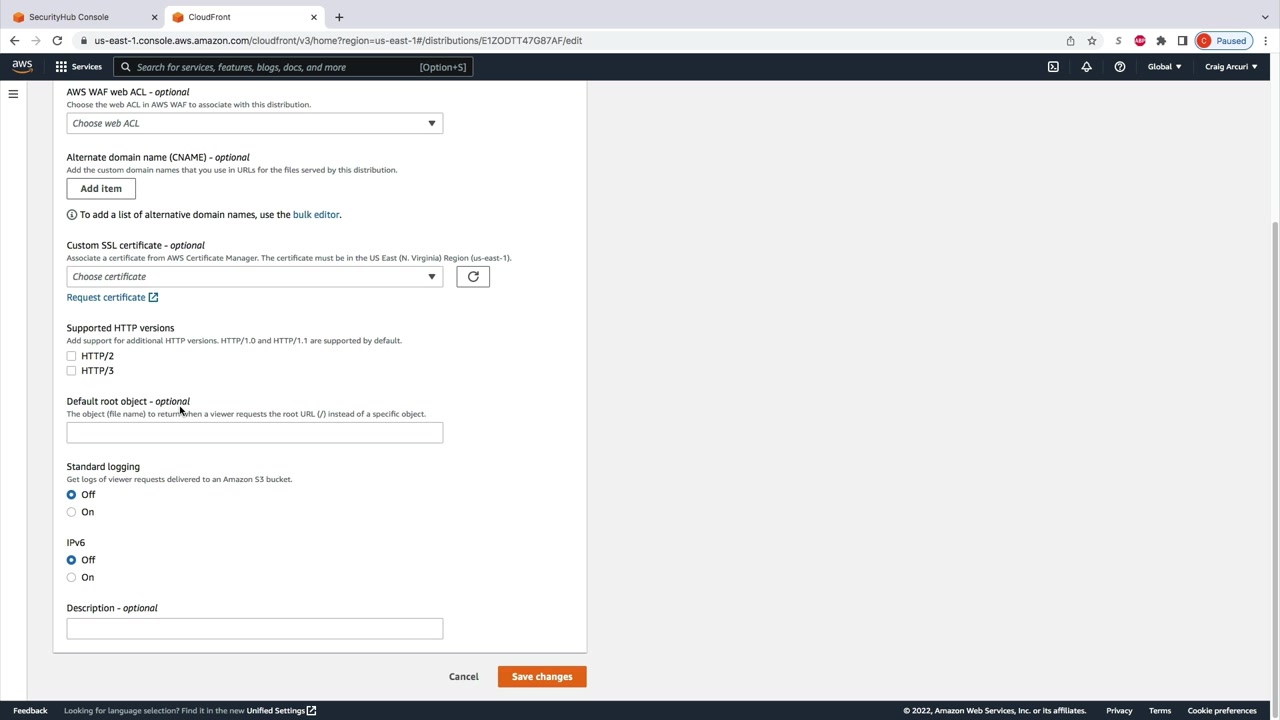 SecurityHub Console
CloudFront
us-east-1.console.aws.amazon.com/cloudfront/v3/home?region=us-east-1#/distributions/E1ZODTT47G87AF/edit
S
ABP
C
Paused
aws
Services
Search for services, features, blogs, docs, and more
[Option+S]
Global
Craig Arcuri
AWS WAF web ACL - optional
Choose the web ACL in AWS WAF to associate with this distribution.
Choose web ACL
Alternate domain name (CNAME) - optional
Add the custom domain names that you use in URLs for the files served by this distribution.
Add item
To add a list of alternative domain names, use the bulk editor.
Custom SSL certificate - optional
Associate a certificate from AWS Certificate Manager. The certificate must be in the US East (N. Virginia) Region (us-east-1).
Choose certificate
Request certificate
Supported HTTP versions
Add support for additional HTTP versions. HTTP/1.0 and HTTP/1.1 are supported by default.
HTTP/2
HTTP/3
Default root object - optional
The object (file name) to return when a viewer requests the root URL (/) instead of a specific object.
Standard logging
Get logs of viewer requests delivered to an Amazon S3 bucket.
Off
On
IPv6
Off
On
Description - optional
Cancel
Save changes
Feedback
Looking for language selection? Find it in the new Unified Settings
© 2022, Amazon Web Services, Inc. or its affiliates.
Privacy
Terms
Cookie preferences